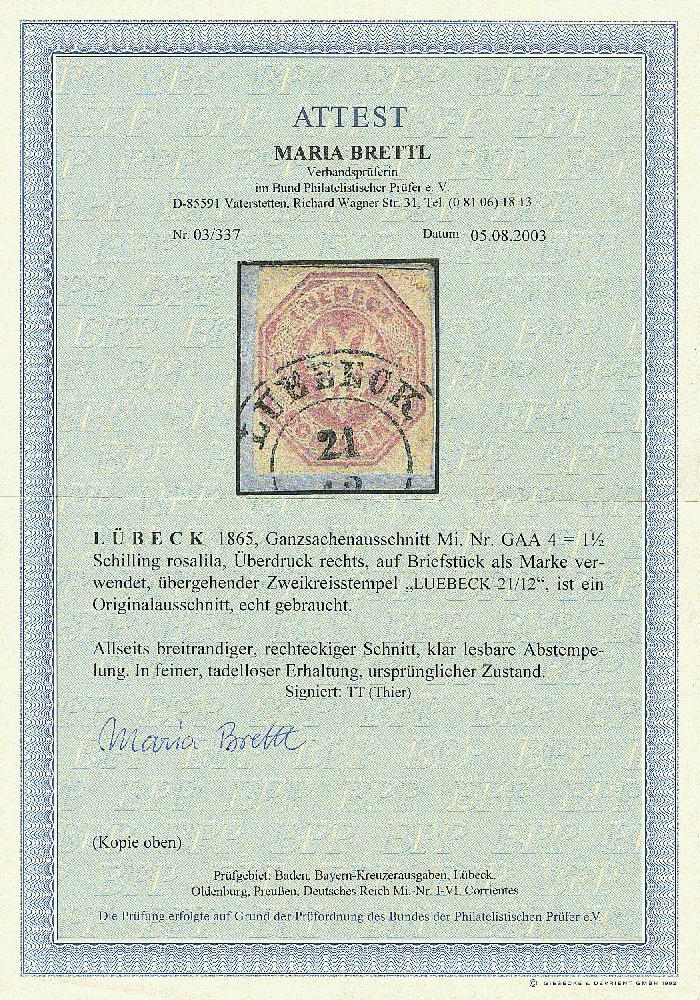 ATTEST
MARIA BRETTL
Verbandsprüferin
im Bund Philatelistischer Prüfer e. V.
D-85591 Vaterstetten, Richard Wagner Str. 31, Tel. (0 81 06) 18 13
Nr. 03/337 Datum 05.08.2003
LUEBECK
LUEBECK
21
L Ü B E C K 1865, Ganzsachenausschnitt Mi. Nr. GAA 4 = 1½
Schilling rosalila, Überdruck rechts, auf Briefstück als Marke ver-
wendet, übergehender Zweikreisstempel „LUEBECK 21/12“, ist ein
Originalausschnitt, echt gebraucht.
Allseits breitrandiger, rechteckiger Schnitt, klar lesbare Abstempe-
lung. In feiner, tadelloser Erhaltung, ursprünglicher Zustand.
Signiert: TT (Thier)
Maria Brettl
(Kopie oben)
Prüfgebiet: Baden, Bayern-Kreuzerausgaben, Lübeck,
Oldenburg, Preußen, Deutsches Reich Mi.-Nr. 1-VI, Corrientes
Die Prüfung erfolgte auf Grund der Prüfordnung des Bundes der Philatelistischen Prüfer e.V.
© GIESECKE & DEVRIENT GMBH 1992